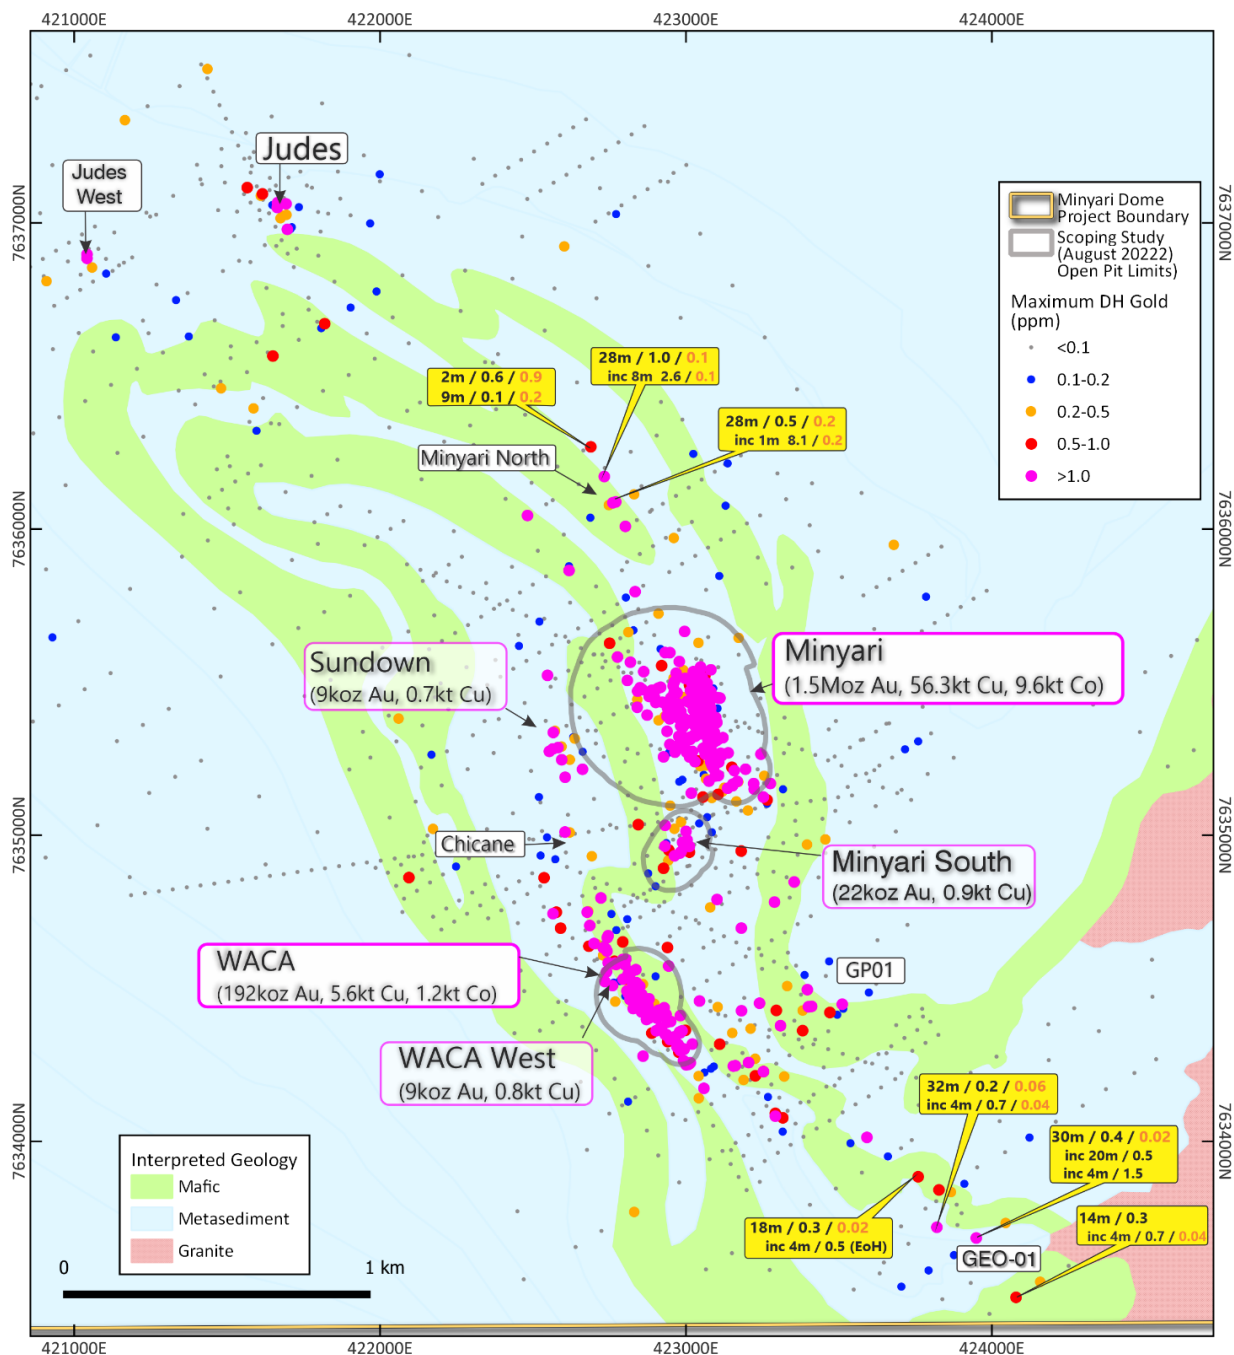 421000E
422000E
423000E
424000E
7637000N
7636000N
7635000N
7634000N
7637000N
7636000N
7635000N
7634000N
Judes
Judes
West
Minyari Dome
Project Boundary
Scoping Study
(August 20222)
Open Pit Limits)
Maximum DH Gold
(ppm)
<0.1
0.1-0.2
0.2-0.5
0.5-1.0
>1.0
28m / 1.0 / 0.1
inc 8m 2.6 / 0.1
2m / 0.6 / 0.9
9m / 0.1 / 0.2
28m / 0.5 / 0.2
inc 1m 8.1 / 0.2
Minyari North
Sundown
(9koz Au, 0.7kt Cu)
Minyari
(1.5Moz Au, 56.3kt Cu, 9.6kt Co)
Chicane
Minyari South
(22koz Au, 0.9kt Cu)
WACA
(192koz Au, 5.6kt Cu, 1.2kt Co)
GP01
WACA West
(9koz Au, 0.8kt Cu)
32m / 0.2 / 0.06
inc 4m / 0.7 / 0.04
30m / 0.4 / 0.02
inc 20m / 0.5
inc 4m / 1.5
18m / 0.3 / 0.02
inc 4m / 0.5 (EoH)
14m / 0.3
inc 4m / 0.7 / 0.04
GEO-01
Interpreted Geology
Mafic
Metasediment
Granite
0
1 km
421000E
422000E
423000E
424000E